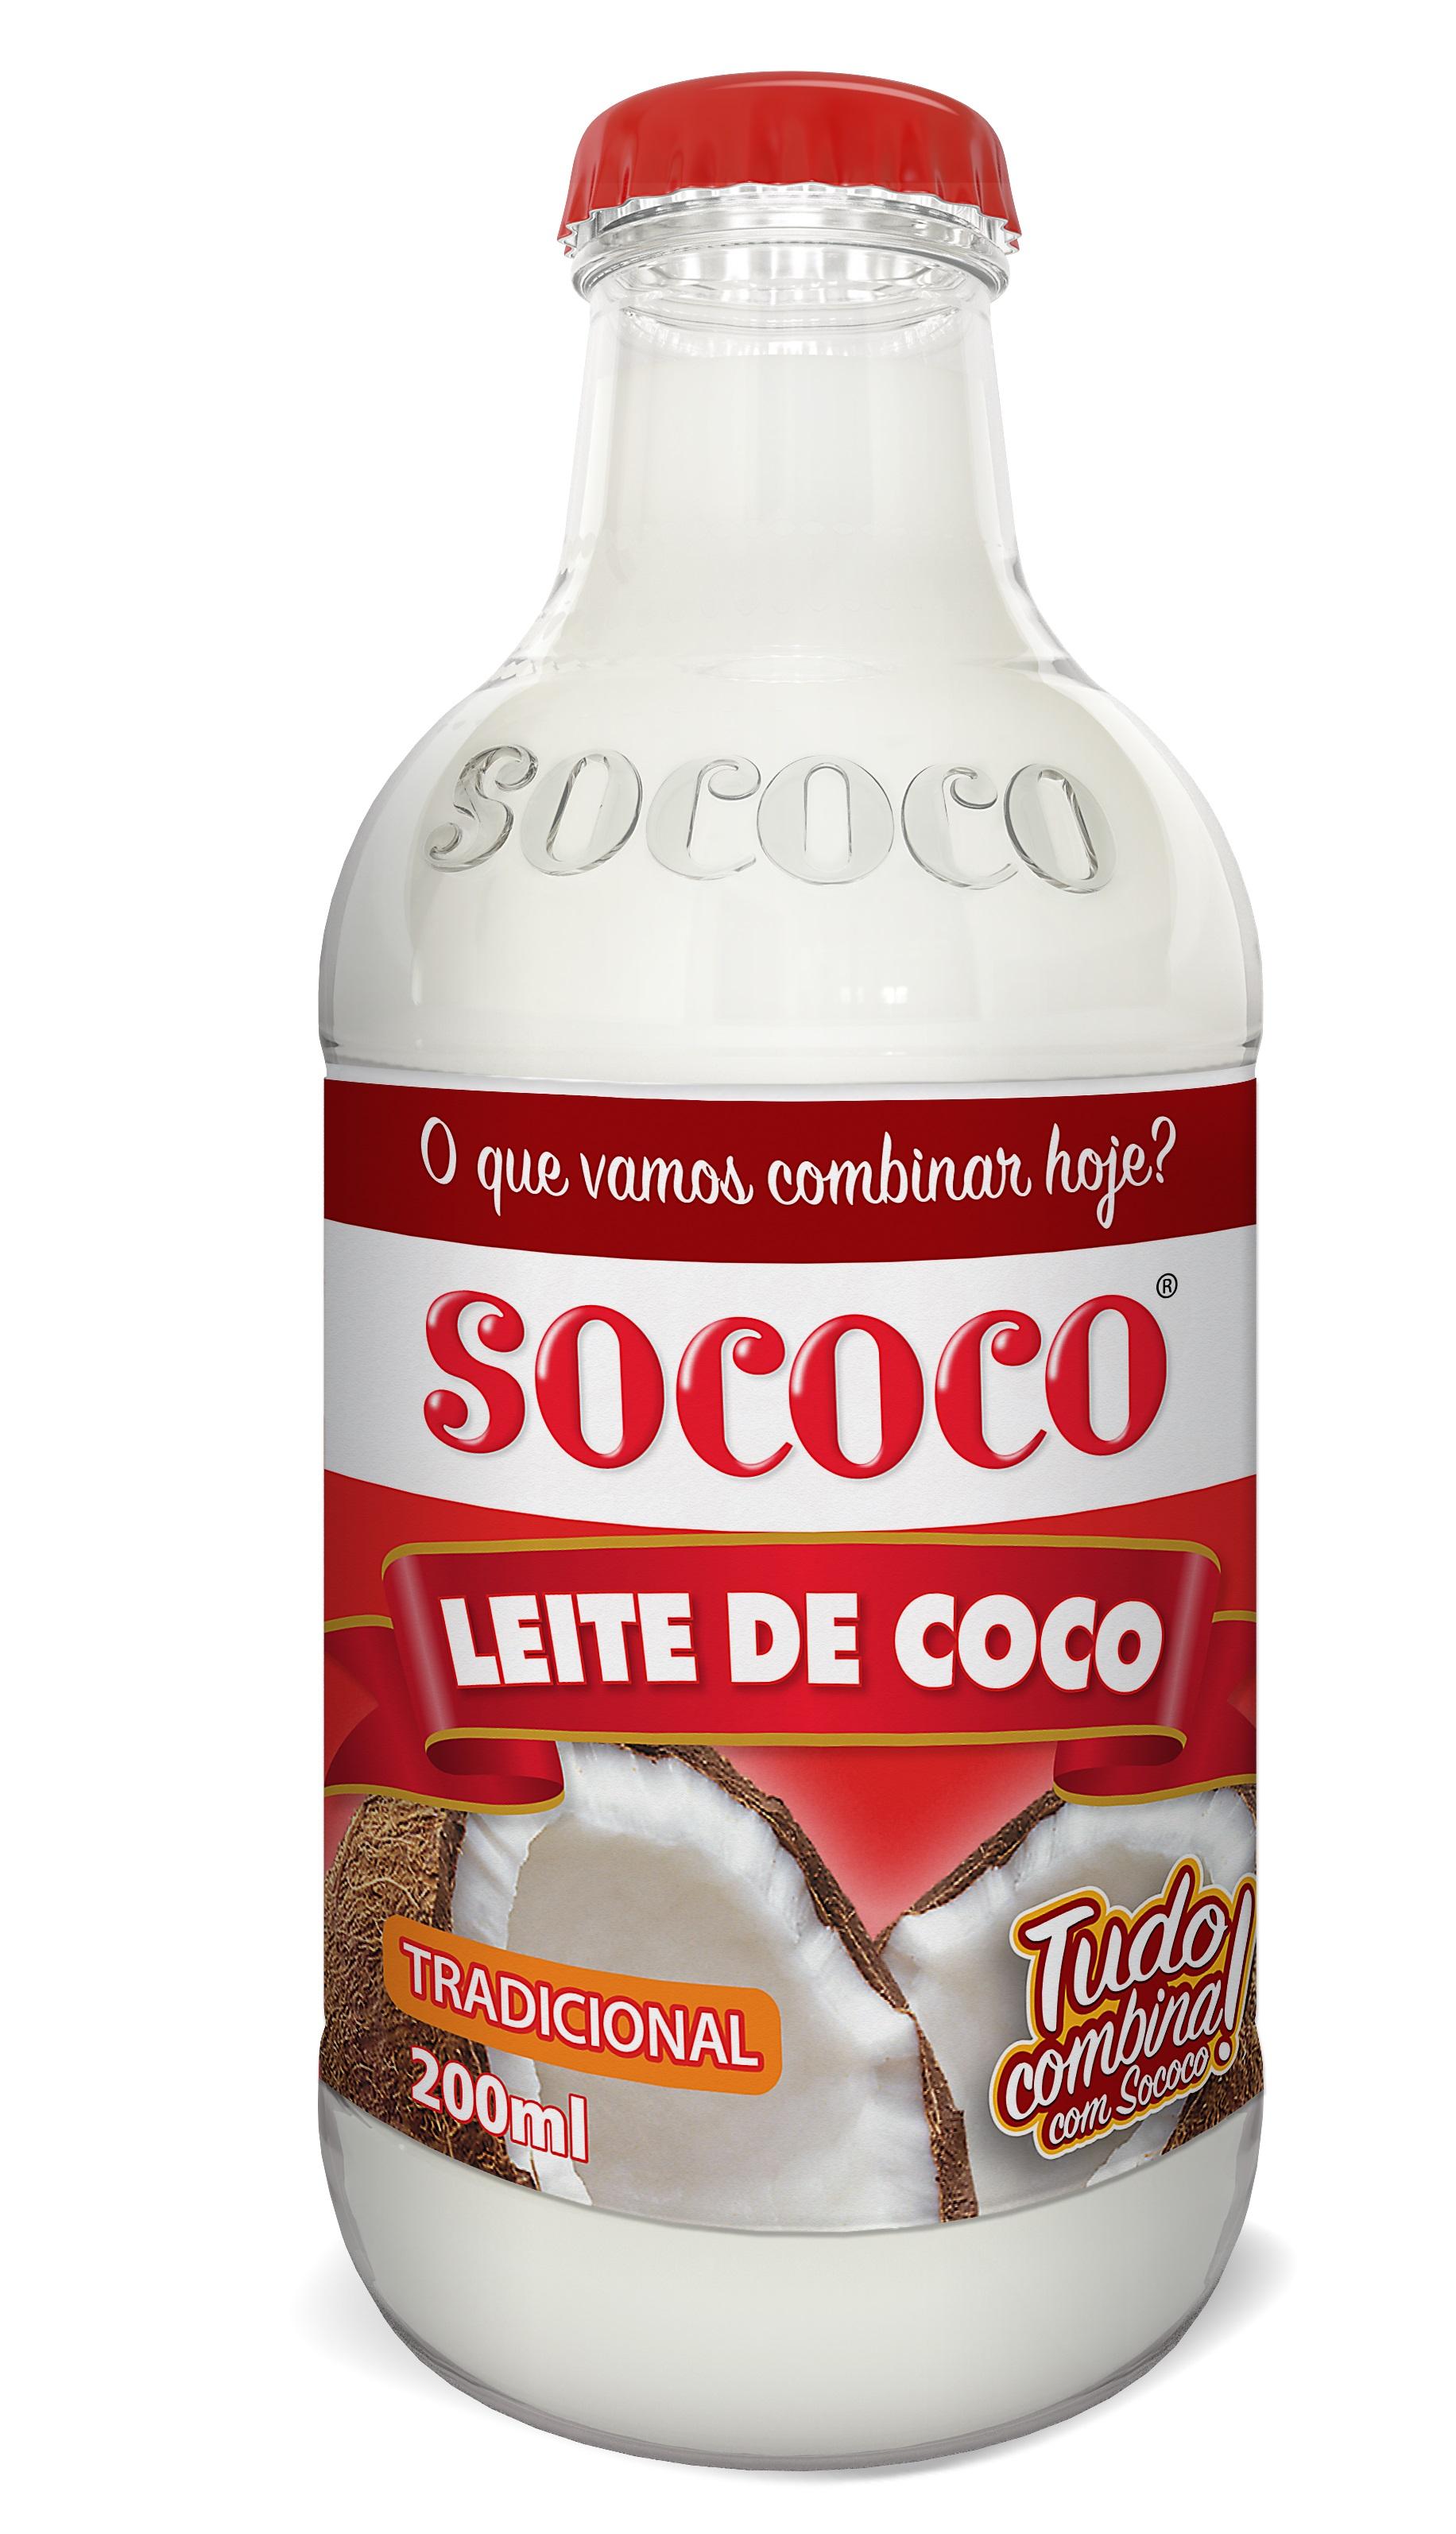 SOCOCO
O que vamos combinar hoje?
SOCOCO®
LEITE DE COCO
TRADICIONAL
200ml
Tudo
combina!
com Sococo